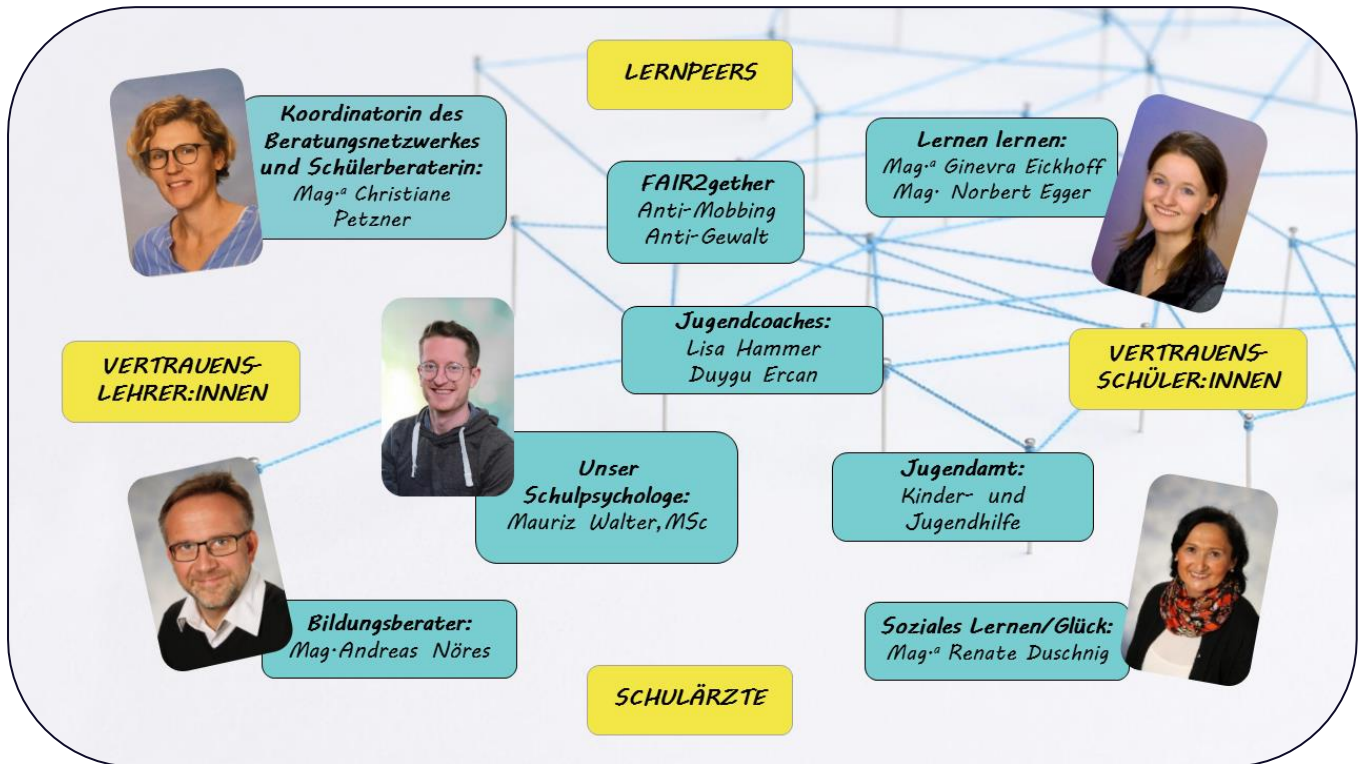 LERNPEERS
Koordinatorin des
Beratungsnetzwerkes
und Schülerberaterin:
Mag.ᵃ Christiane
Petzner
FAIR2gether
Anti-Mobbing
Anti-Gewalt
Lernen lernen:
Mag.ᵃ Ginevra Eickhoff
Mag. Norbert Egger
VERTRAUENS-
LEHRER:INNEN
Jugendcoaches:
Lisa Hammer
Duygu Ercan
VERTRAUENS-
SCHÜLER:INNEN
Unser
Schulpsychologe:
Mauriz Walter, MSc
Jugendamt:
Kinder- und
Jugendhilfe
Bildungsberater:
Mag.Andreas Nöres
Soziales Lernen/Glück:
Mag.ᵃ Renate Duschnig
SCHULÄRZTE